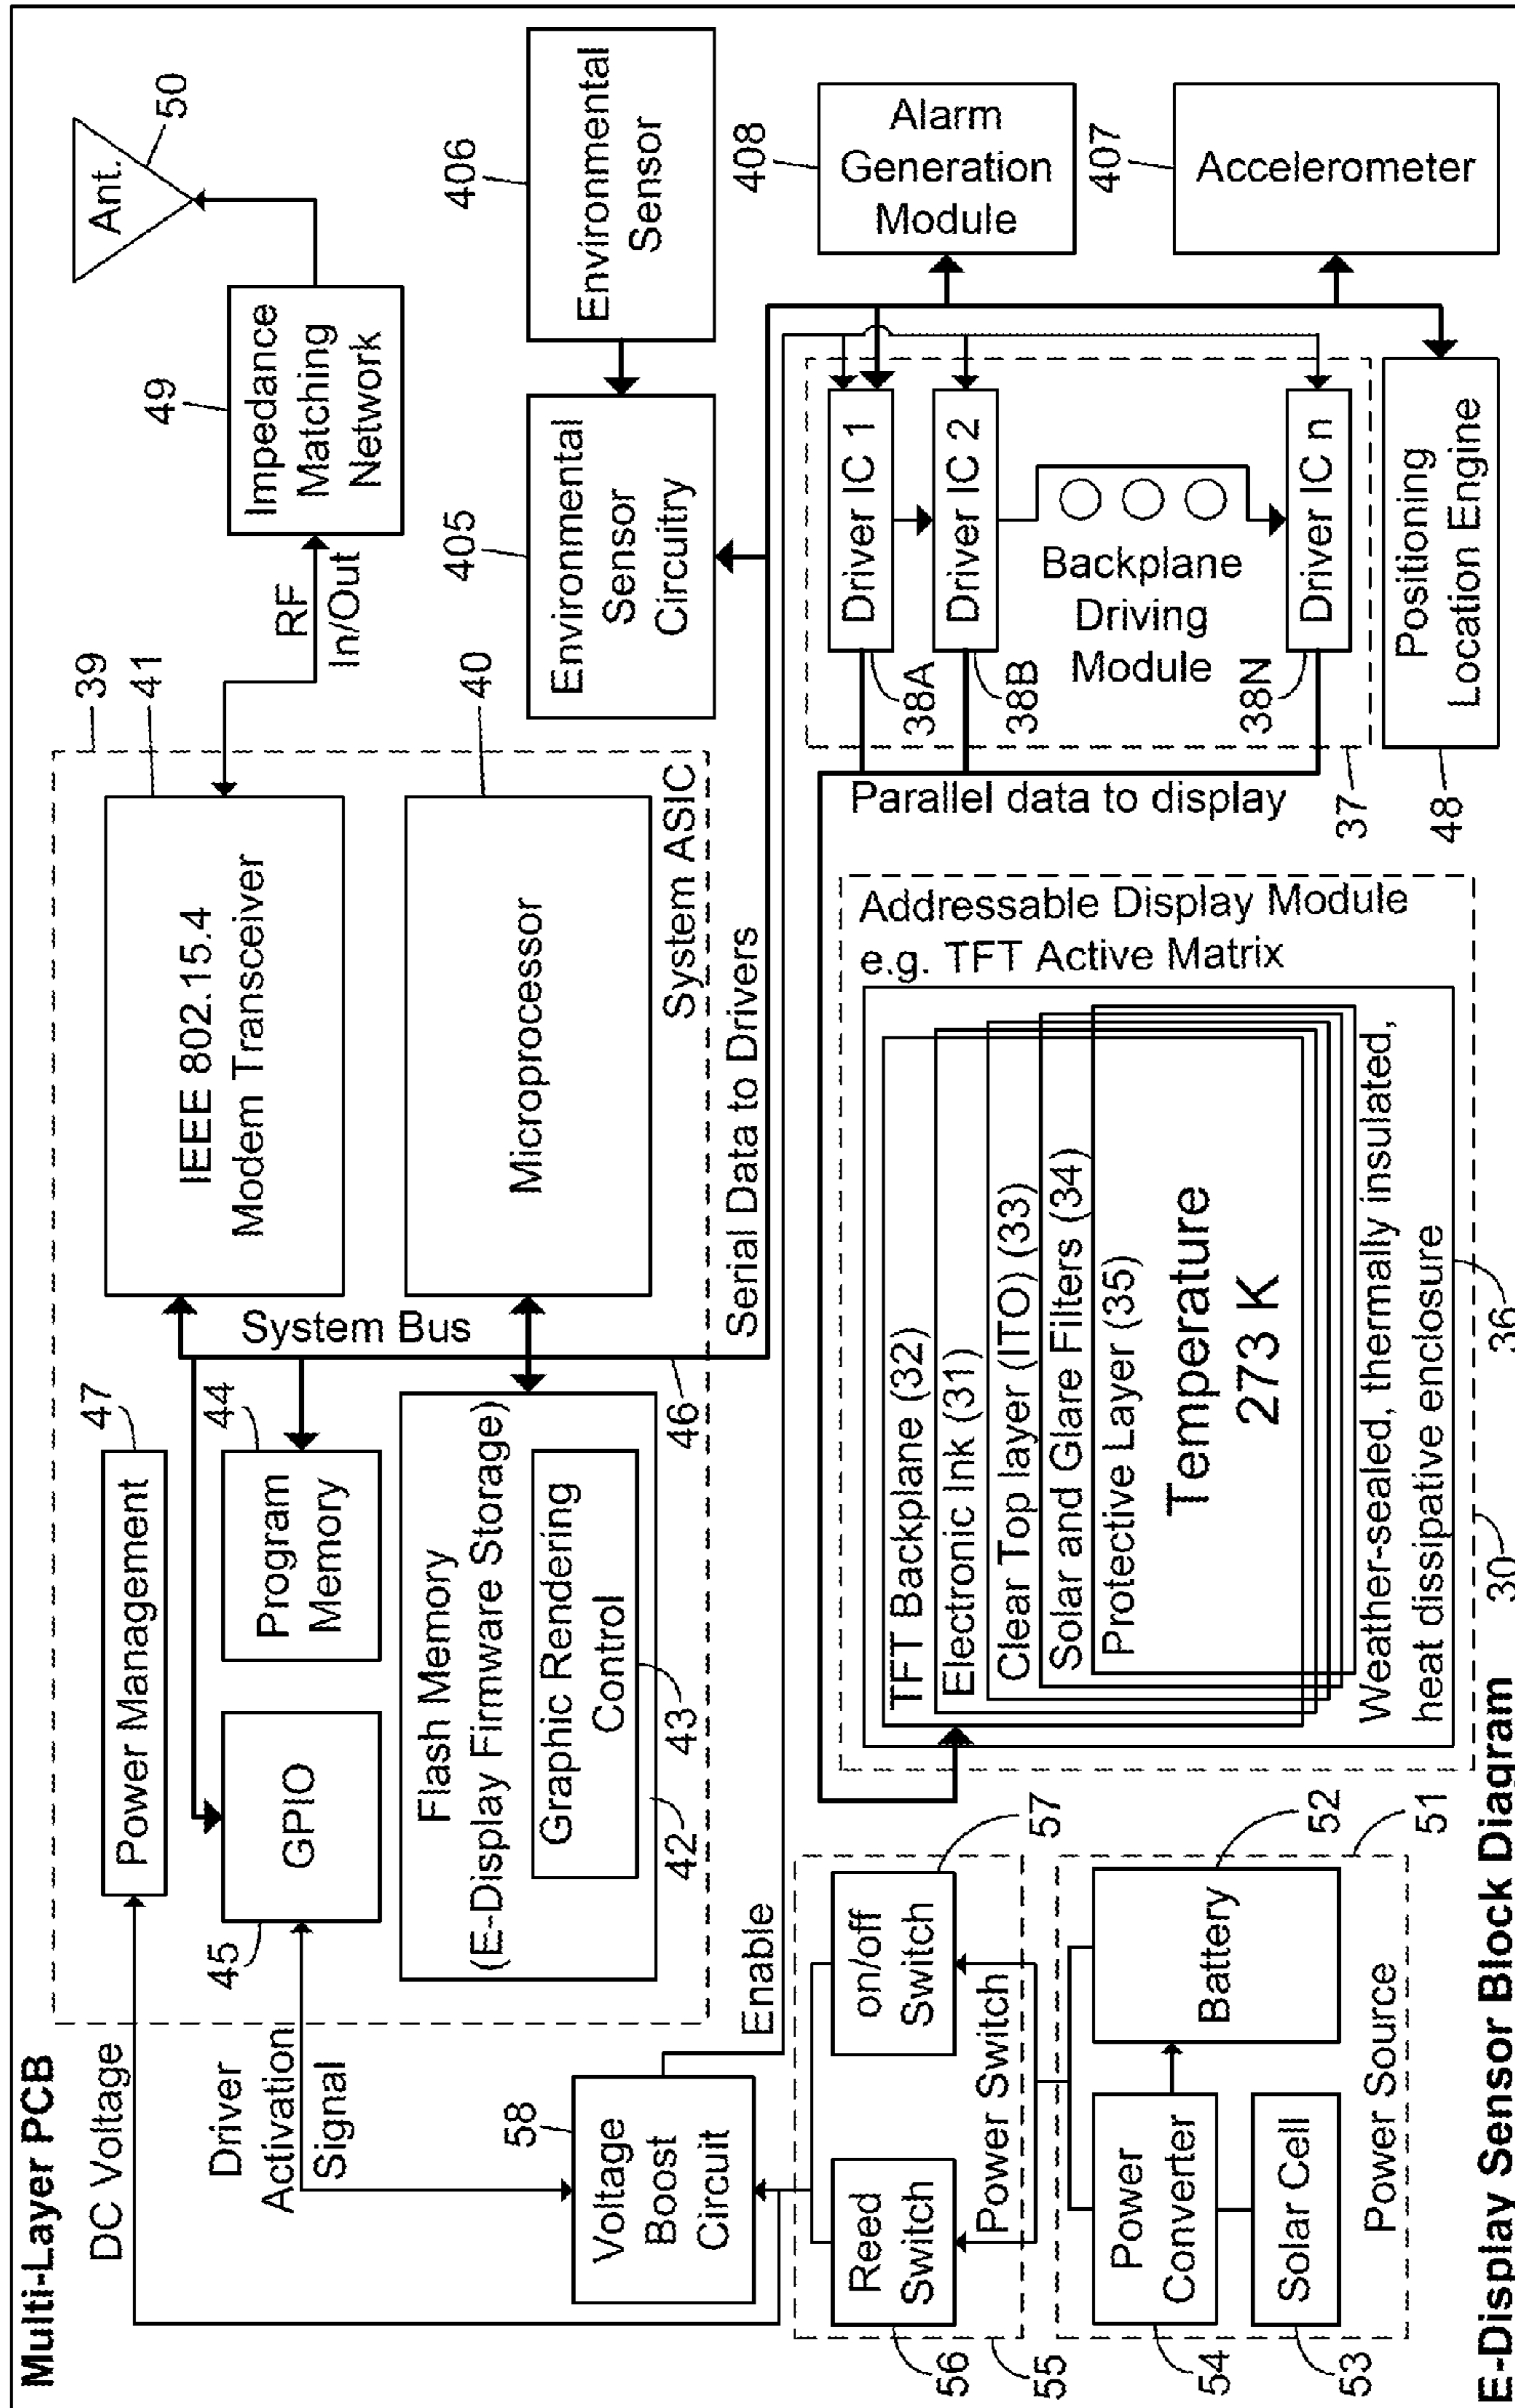 Multi-Layer PCB
DC Voltage
Driver
Activation
Signal
47
Power Management
GPIO
45
Program
Memory
44
System Bus
Flash Memory
(E-Display Firmware Storage)
Graphic Rendering
Control
42
43
46
IEEE 802.15.4
Modem Transceiver
39
41
Microprocessor
40
System ASIC
RF
In/Out
49
Impedance
Matching
Network
Ant.
50
405
Environmental
Sensor
Circuitry
406
Environmental
Sensor
58
Voltage
Boost
Circuit
Enable
Serial Data to Drivers
Reed
Switch
on/off
Switch
57
Power Switch
56
55
Power
Converter
Battery
52
Solar Cell
54
53
Power Source
51
Parallel data to display
Addressable Display Module
e.g. TFT Active Matrix
TFT Backplane (32)
Electronic Ink (31)
Clear Top layer (ITO) (33)
Solar and Glare Filters (34)
Protective Layer (35)
Temperature
273 K
Weather-sealed, thermally insulated,
heat dissipative enclosure
30
36
Driver IC 1
38A
Driver IC 2
38B
Backplane
Driving
Module
Driver IC n
38N
37
Positioning
Location Engine
48
408
Alarm
Generation
Module
407
Accelerometer
E-Display Sensor Block Diagram